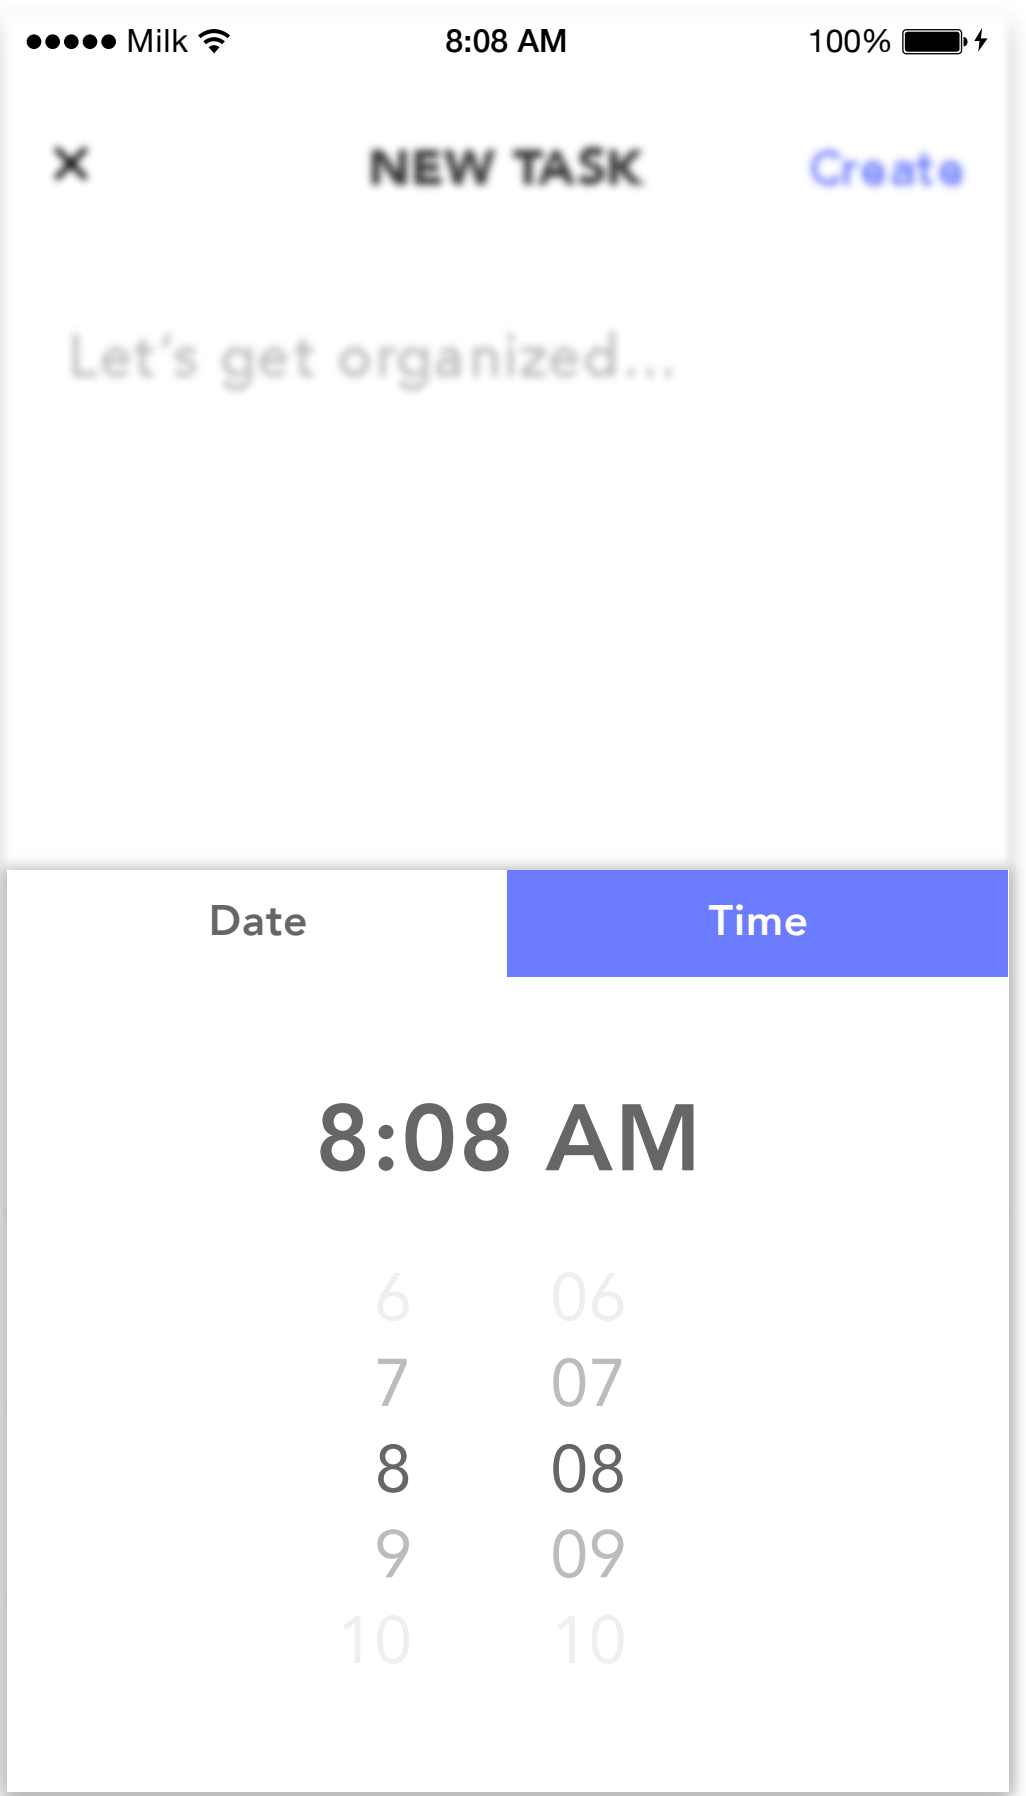 Milk 8:08 AM 100%
NEW TASK Create
Let's get organized...
Date Time
8:08 AM
6 06
7 07
8 08
9 09
10 10